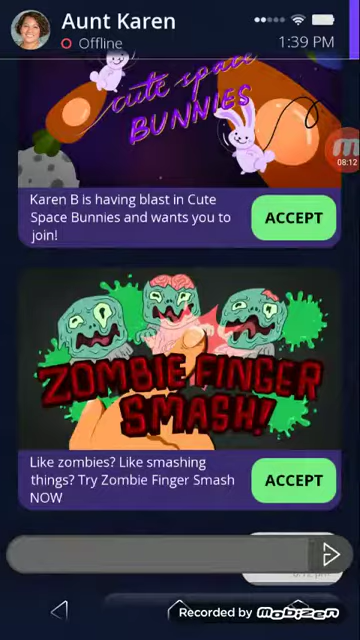 Aunt Karen
Offline
1:39 PM
cute space
BUNNIES
08:12
Karen B is having blast in Cute
Space Bunnies and wants you to
join!
ACCEPT
ZOMBIE FINGER
SMASH!
Like zombies? Like smashing
things? Try Zombie Finger Smash
NOW
ACCEPT
Recorded by mobizen